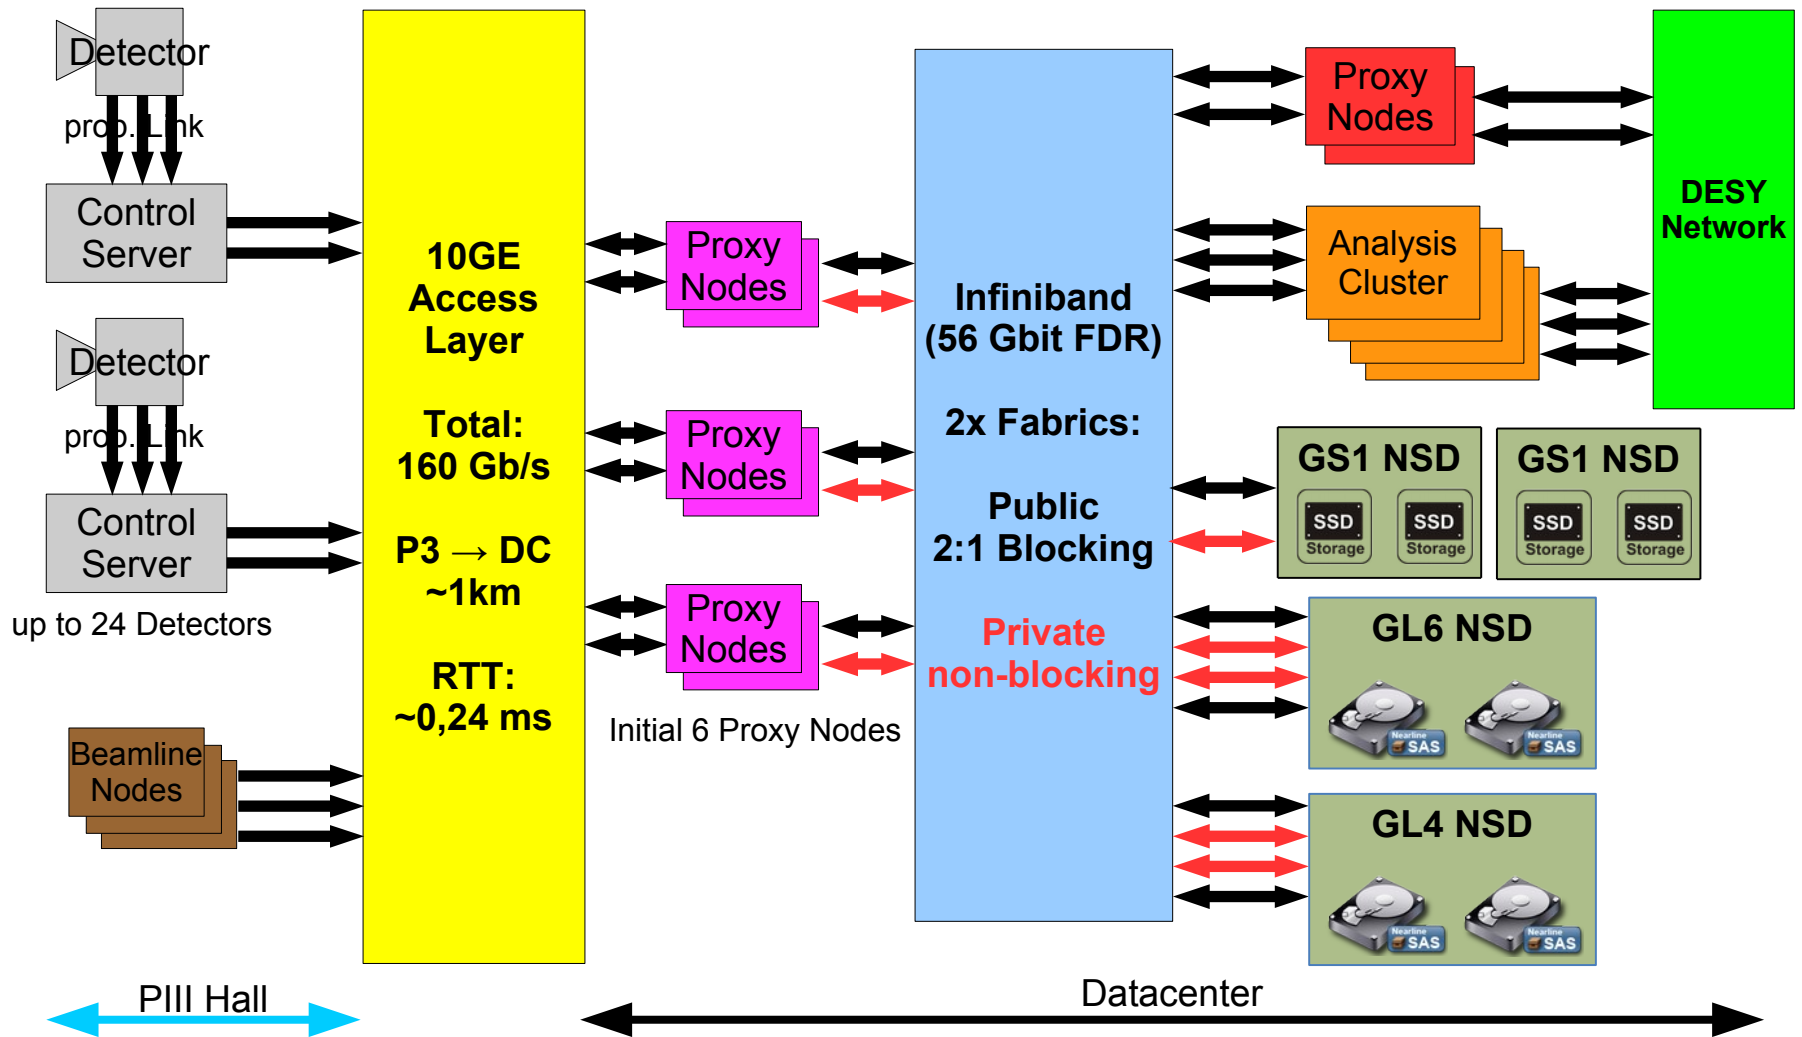 Detector
prop. Link
Control
Server
Detector
prop. Link
Control
Server
up to 24 Detectors
Beamline
Nodes
PIII Hall
10GE
Access
Layer
Total:
160 Gb/s
P3 → DC
~1km
RTT:
~0,24 ms
Proxy
Nodes
Proxy
Nodes
Proxy
Nodes
Initial 6 Proxy Nodes
Infiniband
(56 Gbit FDR)
2x Fabrics:
Public
2:1 Blocking
Private
non-blocking
Proxy
Nodes
Analysis
Cluster
DESY
Network
GS1 NSD
SSD
Storage
SSD
Storage
GS1 NSD
SSD
Storage
SSD
Storage
GL6 NSD
Nearline
SAS
Nearline
SAS
GL4 NSD
Nearline
SAS
Nearline
SAS
Datacenter